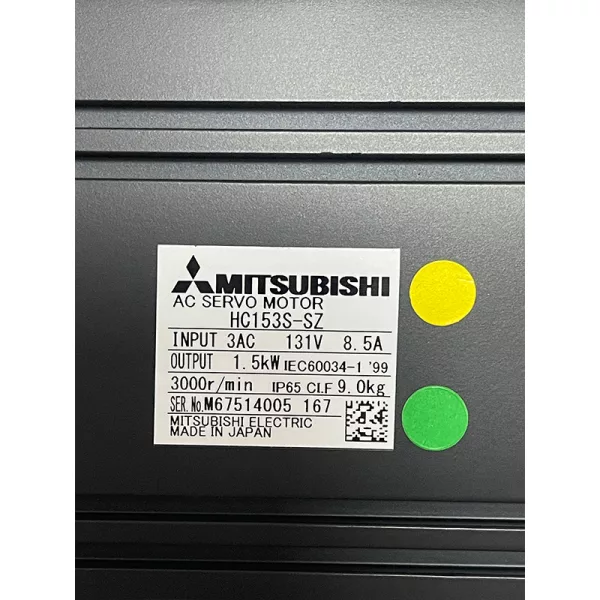 MITSUBISHI
AC SERVO MOTOR
HC153S-SZ
INPUT 3AC 131V 8.5A
OUTPUT 1.5kW IEC60034-1 '99
3000r/min IP65 CI.F 9.0kg
SER.No.M67514005 167
MITSUBISHI ELECTRIC
MADE IN JAPAN